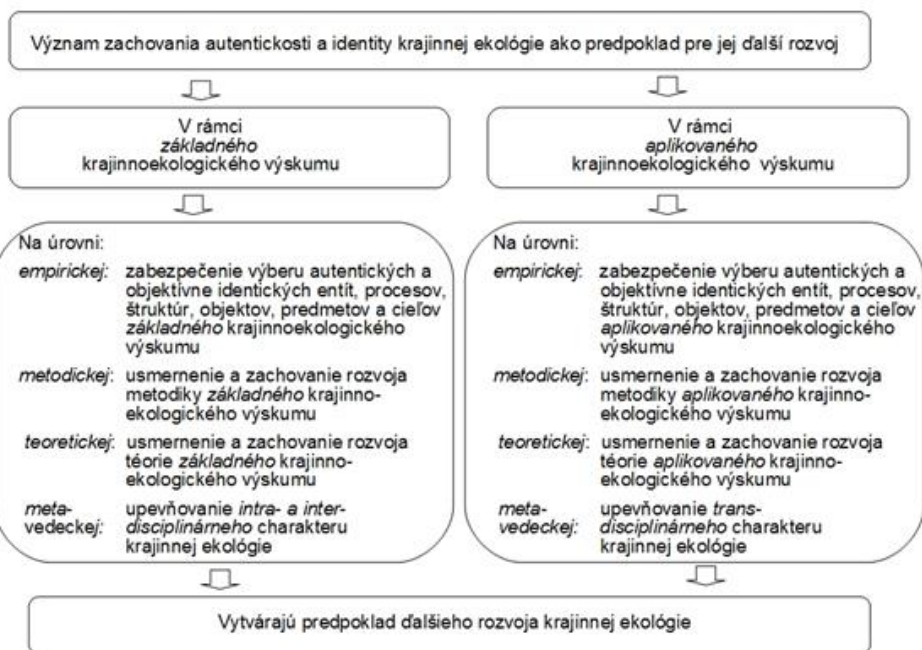 Význam zachovania autentickosti a identity krajinnej ekológie ako predpoklad pre jej ďalší rozvoj
V rámci
základného
krajinnoekologického výskumu
V rámci
aplikovaného
krajinnoekologického výskumu
Na úrovni:
empirickej: zabezpečenie výberu autentických a
objektívne identických entít, procesov,
štruktúr, objektov, predmetov a cieľov
základného krajinnoekologického
výskumu
metodickej: usmernenie a zachovanie rozvoja
metodiky základného krajinno-
ekologického výskumu
teoretickej: usmernenie a zachovanie rozvoja
téorie základného krajinno-
ekologického výskumu
meta- upevňovanie intra- a inter-
vedeckej: disciplinárneho charakteru
krajinnej ekológie
Na úrovni:
empirickej: zabezpečenie výberu autentických a
objektívne identických entít, procesov,
štruktúr, objektov, predmetov a cieľov
aplikovaného krajinnoekologického
výskumu
metodickej: usmernenie a zachovanie rozvoja
metodiky aplikovaného krajinno-
ekologického výskumu
teoretickej: usmernenie a zachovanie rozvoja
téorie aplikovaného krajinno-
ekologického výskumu
meta- upevňovanie trans-
vedeckej: disciplinárneho charakteru
krajinnej ekológie
Vytvárajú predpoklad ďalšieho rozvoja krajinnej ekológie